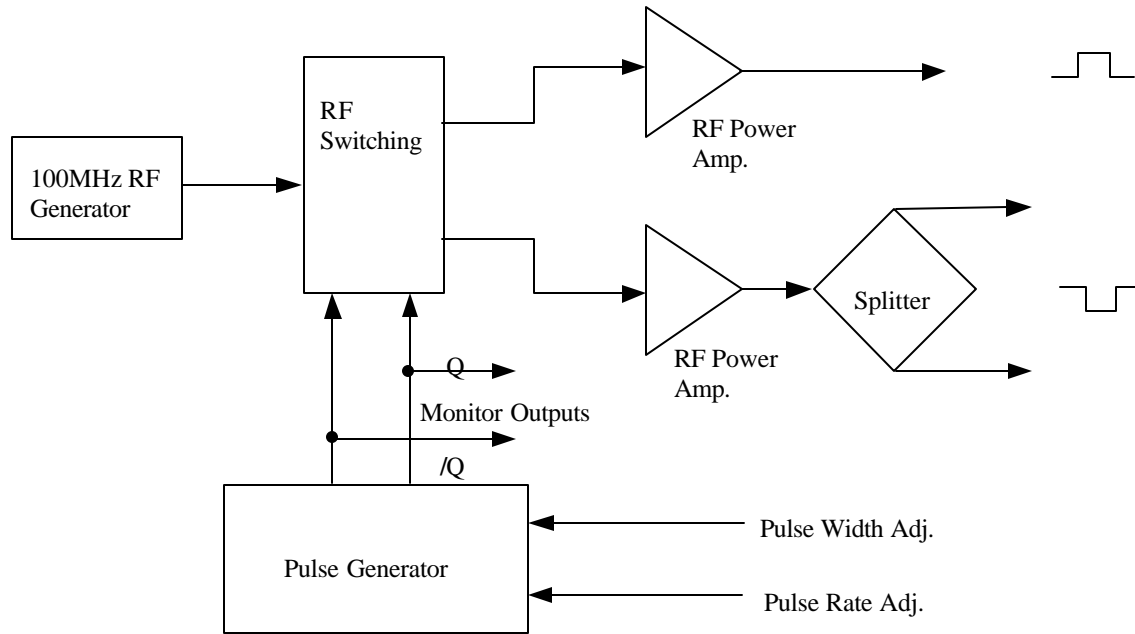 RF
Switching
100MHz RF
Generator
RF Power
Amp.
Splitter
RF Power
Amp.
Q
Monitor Outputs
/Q
Pulse Generator
Pulse Width Adj.
Pulse Rate Adj.